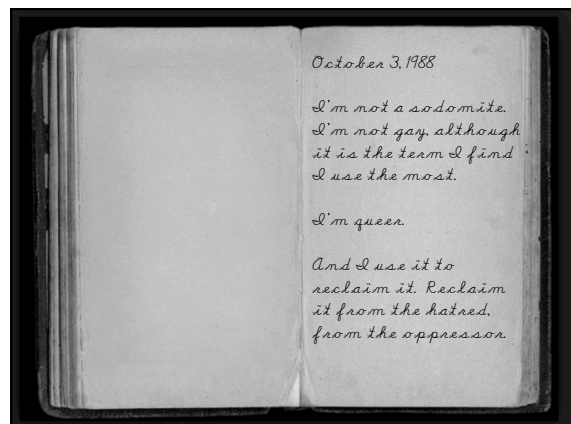 October 3, 1988
I'm not a sodomite.
I'm not gay, although
it is the term I find
I use the most.
I'm queer.
And I use it to
reclaim it. Reclaim
it from the hatred,
from the oppressor.